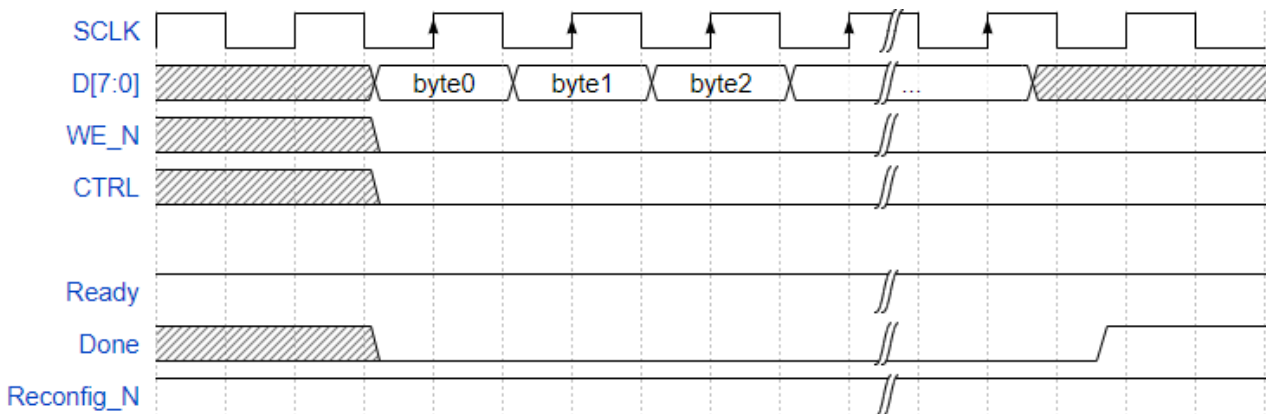 SCLK
D[7:0] byte0 byte1 byte2 ...
WE_N
CTRL
Ready
Done
Reconfig_N